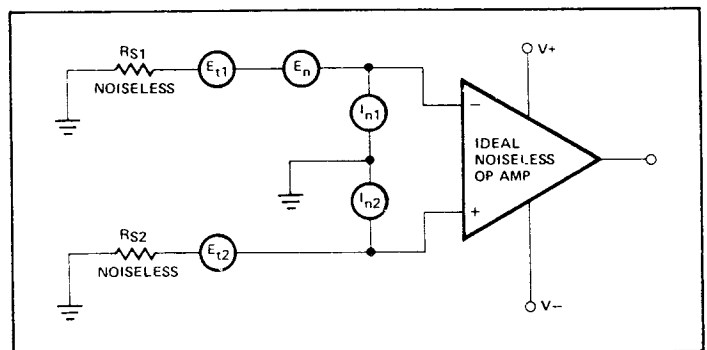 RS1
NOISELESS
Et1
En
In1
In2
V+
−
IDEAL
NOISELESS
OP AMP
+
RS2
NOISELESS
Et2
V−